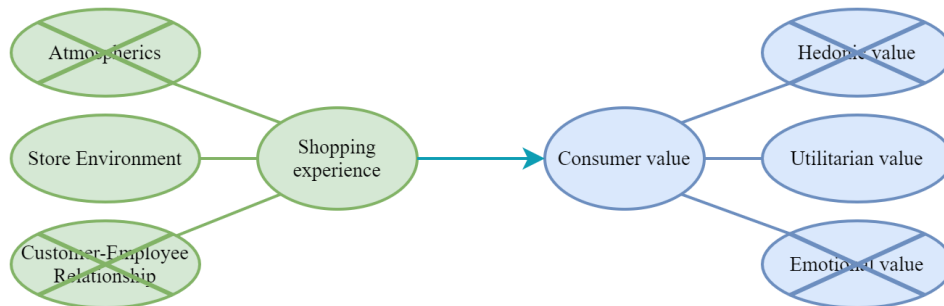 Atmospherics
Hedonic value
Store Environment
Shopping
experience
Consumer value
Utilitarian value
Customer-Employee
Relationship
Emotional value